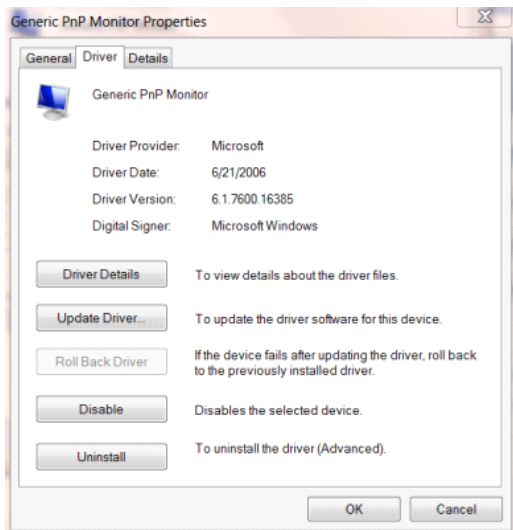 Generic PnP Monitor Properties
General Driver Details
Generic PnP Monitor
Driver Provider: Microsoft
Driver Date: 6/21/2006
Driver Version: 6.1.7600.16385
Digital Signer: Microsoft Windows
Driver Details To view details about the driver files.
Update Driver... To update the driver software for this device.
Roll Back Driver If the device fails after updating the driver, roll back
to the previously installed driver.
Disable Disables the selected device.
Uninstall To uninstall the driver (Advanced).
OK Cancel